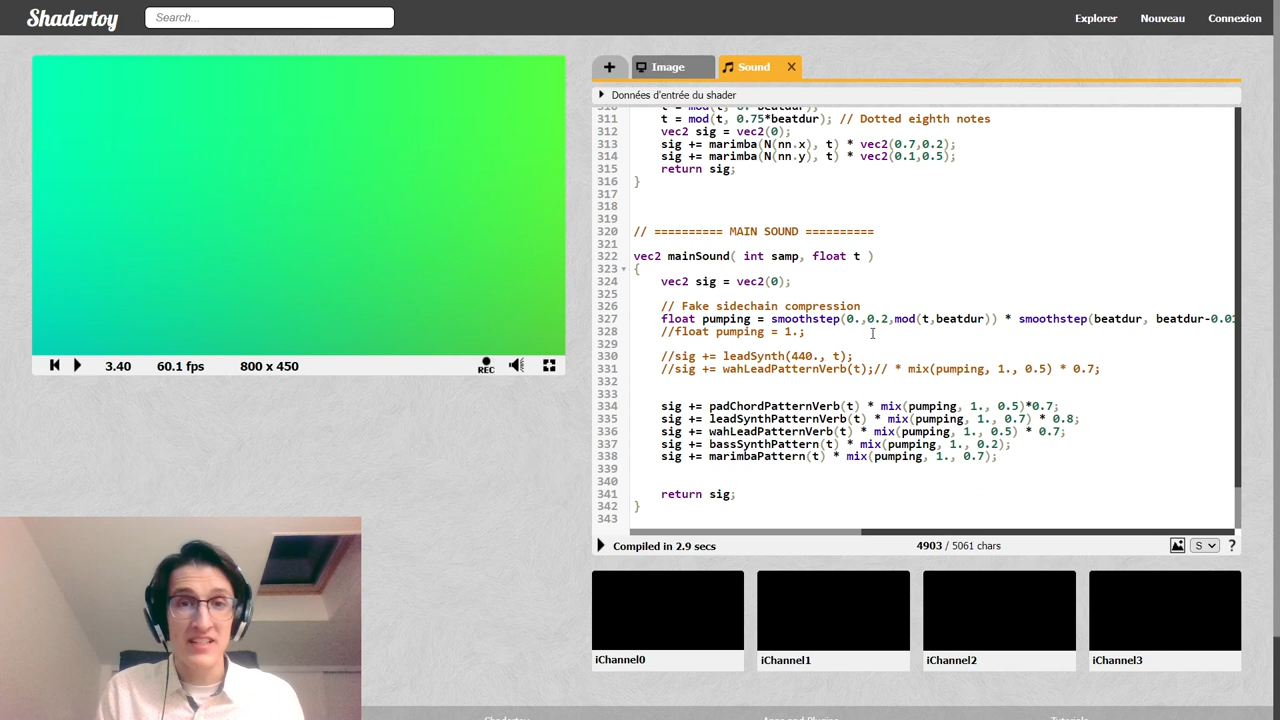 Shadertoy
Search...
Explorer
Nouveau
Connexion
Image
Sound
Données d'entrée du shader
311 t = mod(t, 0.75*beatdur); // Dotted eighth notes
312 vec2 sig = vec2(0);
313 sig += marimba(N(nn.x), t) * vec2(0.7,0.2);
314 sig += marimba(N(nn.y), t) * vec2(0.1,0.5);
315 return sig;
316 }
317
318
319
320 // ========== MAIN SOUND ==========
321
322 vec2 mainSound( int samp, float t )
323 {
324 vec2 sig = vec2(0);
325
326 // Fake sidechain compression
327 float pumping = smoothstep(0.,0.2,mod(t,beatdur)) * smoothstep(beatdur, beatdur-0.01
328 //float pumping = 1.;
329
330 //sig += leadSynth(440., t);
331 //sig += wahLeadPatternVerb(t);// * mix(pumping, 1., 0.5) * 0.7;
332
333
334 sig += padChordPatternVerb(t) * mix(pumping, 1., 0.5)*0.7;
335 sig += leadSynthPatternVerb(t) * mix(pumping, 1., 0.7) * 0.8;
336 sig += wahLeadPatternVerb(t) * mix(pumping, 1., 0.5) * 0.7;
337 sig += bassSynthPattern(t) * mix(pumping, 1., 0.2);
338 sig += marimbaPattern(t) * mix(pumping, 1., 0.7);
339
340
341 return sig;
342 }
343
3.40
60.1 fps
800 x 450
REC
Compiled in 2.9 secs
4903 / 5061 chars
S
?
iChannel0
iChannel1
iChannel2
iChannel3